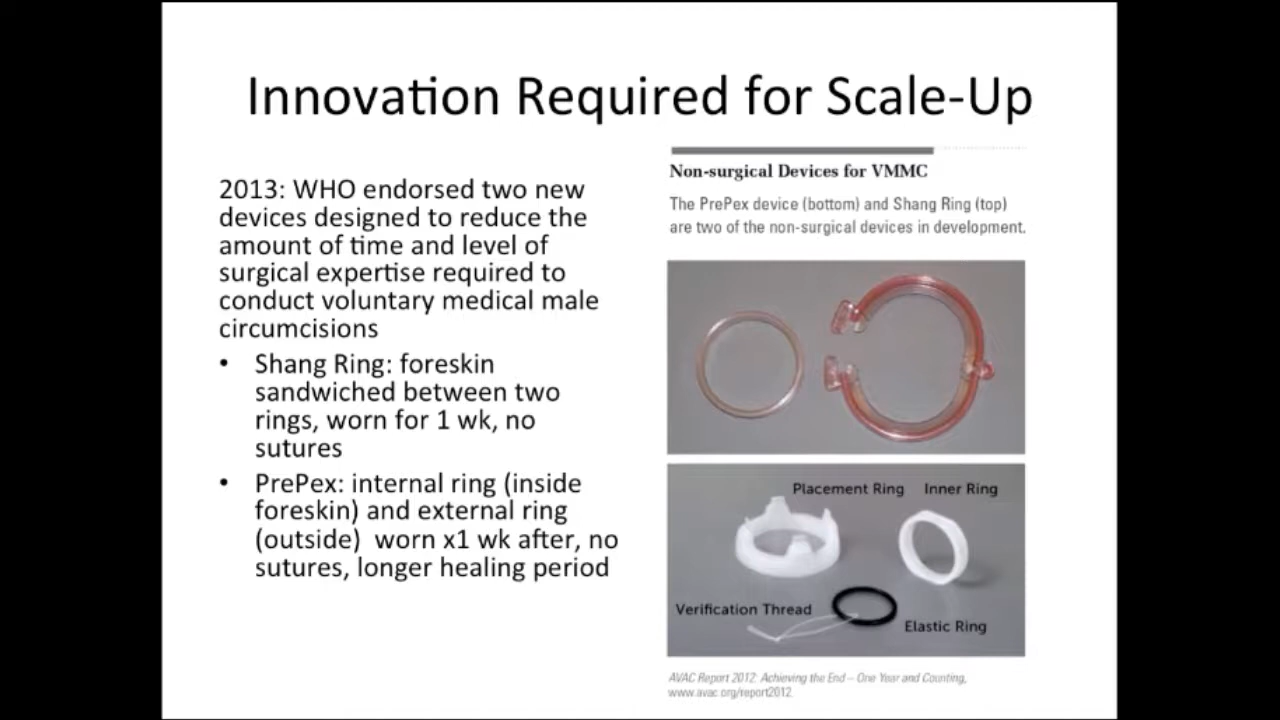 Innovation Required for Scale-Up
2013: WHO endorsed two new
devices designed to reduce the
amount of time and level of
surgical expertise required to
conduct voluntary medical male
circumcisions
• Shang Ring: foreskin
sandwiched between two
rings, worn for 1 wk, no
sutures
• PrePex: internal ring (inside
foreskin) and external ring
(outside)  worn x1 wk after, no
sutures, longer healing period
Non-surgical Devices for VMMC
The PrePex device (bottom) and Shang Ring (top)
are two of the non-surgical devices in development.
Placement Ring
Inner Ring
Verification Thread
Elastic Ring
AVAC Report 2012: Achieving the End – One Year and Counting,
www.avac.org/report2012.